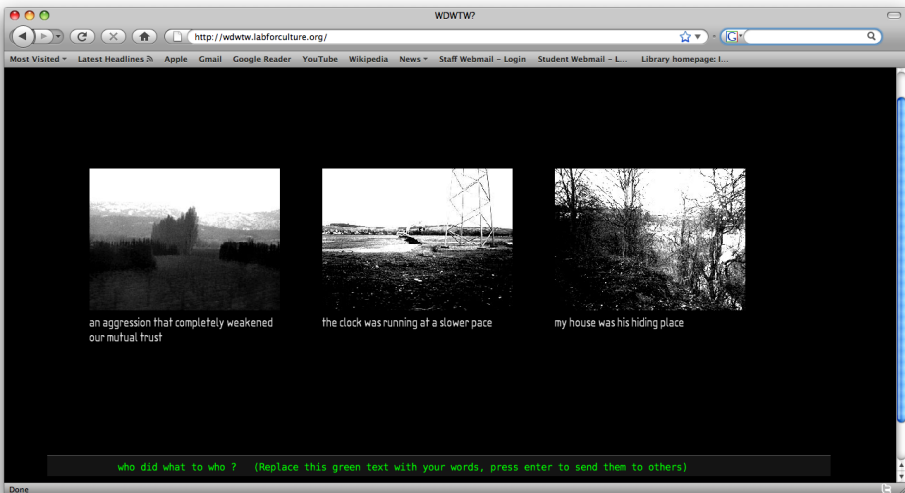 WDWTW?
http://wdwtw.labforculture.org/
G
Most Visited Latest Headlines Apple Gmail Google Reader YouTube Wikipedia News Staff Webmail - Login Student Webmail - L... Library homepage: I...
an aggression that completely weakened
our mutual trust
the clock was running at a slower pace
my house was his hiding place
who did what to who ? (Replace this green text with your words, press enter to send them to others)
Done